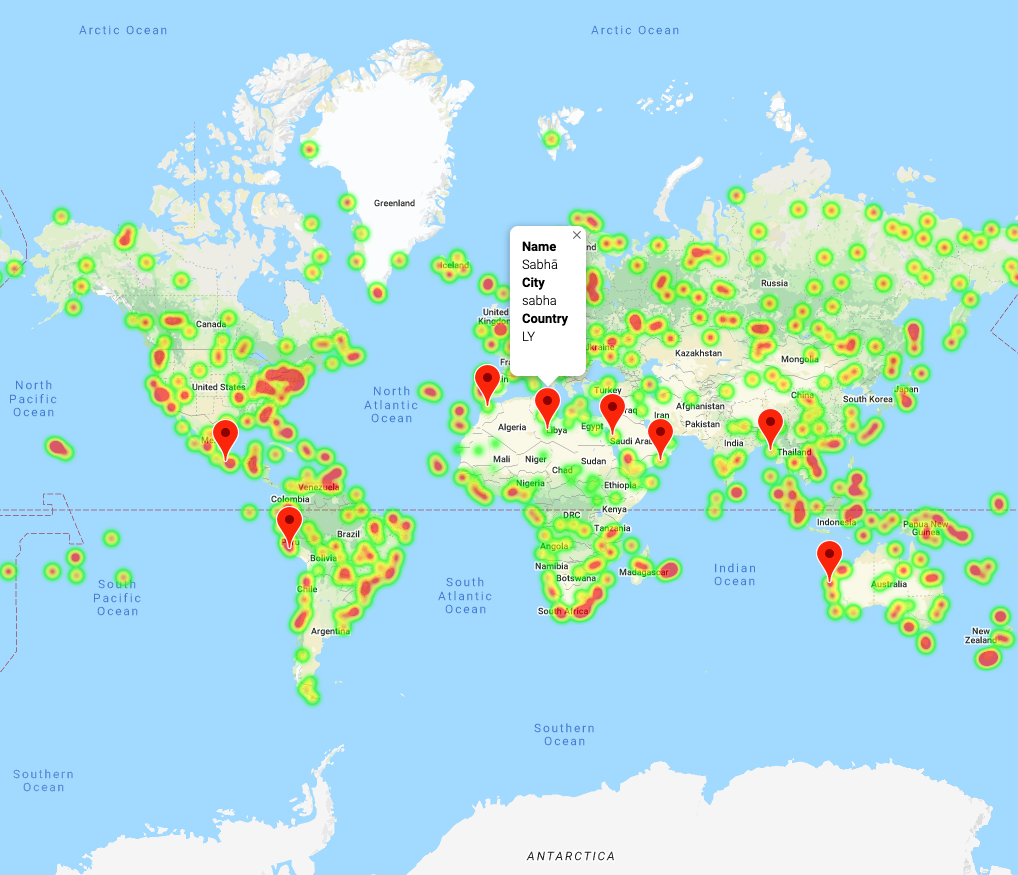 Arctic Ocean
Arctic Ocean
Greenland
Iceland
Name
Sabhā
City
sabha
Country
LY
Russia
Canada
United
Kingdom
Ukraine
Kazakhstan
Mongolia
North
Pacific
Ocean
United States
North
Atlantic
Ocean
Turkey
Iran
Afghanistan
Pakistan
China
South Korea
Japan
Algeria
Libya
Egypt
Saudi Arab
India
Thailand
Mali
Niger
Chad
Sudan
Nigeria
Ethiopia
Venezuela
Colombia
DRC
Kenya
Tanzania
Indonesia
Papua New
Guinea
Brazil
Bolivia
Angola
Namibia
Botswana
Madagascar
Indian
Ocean
Australia
South
Pacific
Ocean
Chile
South
Atlantic
Ocean
South Africa
Argentina
New
Zealand
Southern
Ocean
Southern
Ocean
ANTARCTICA